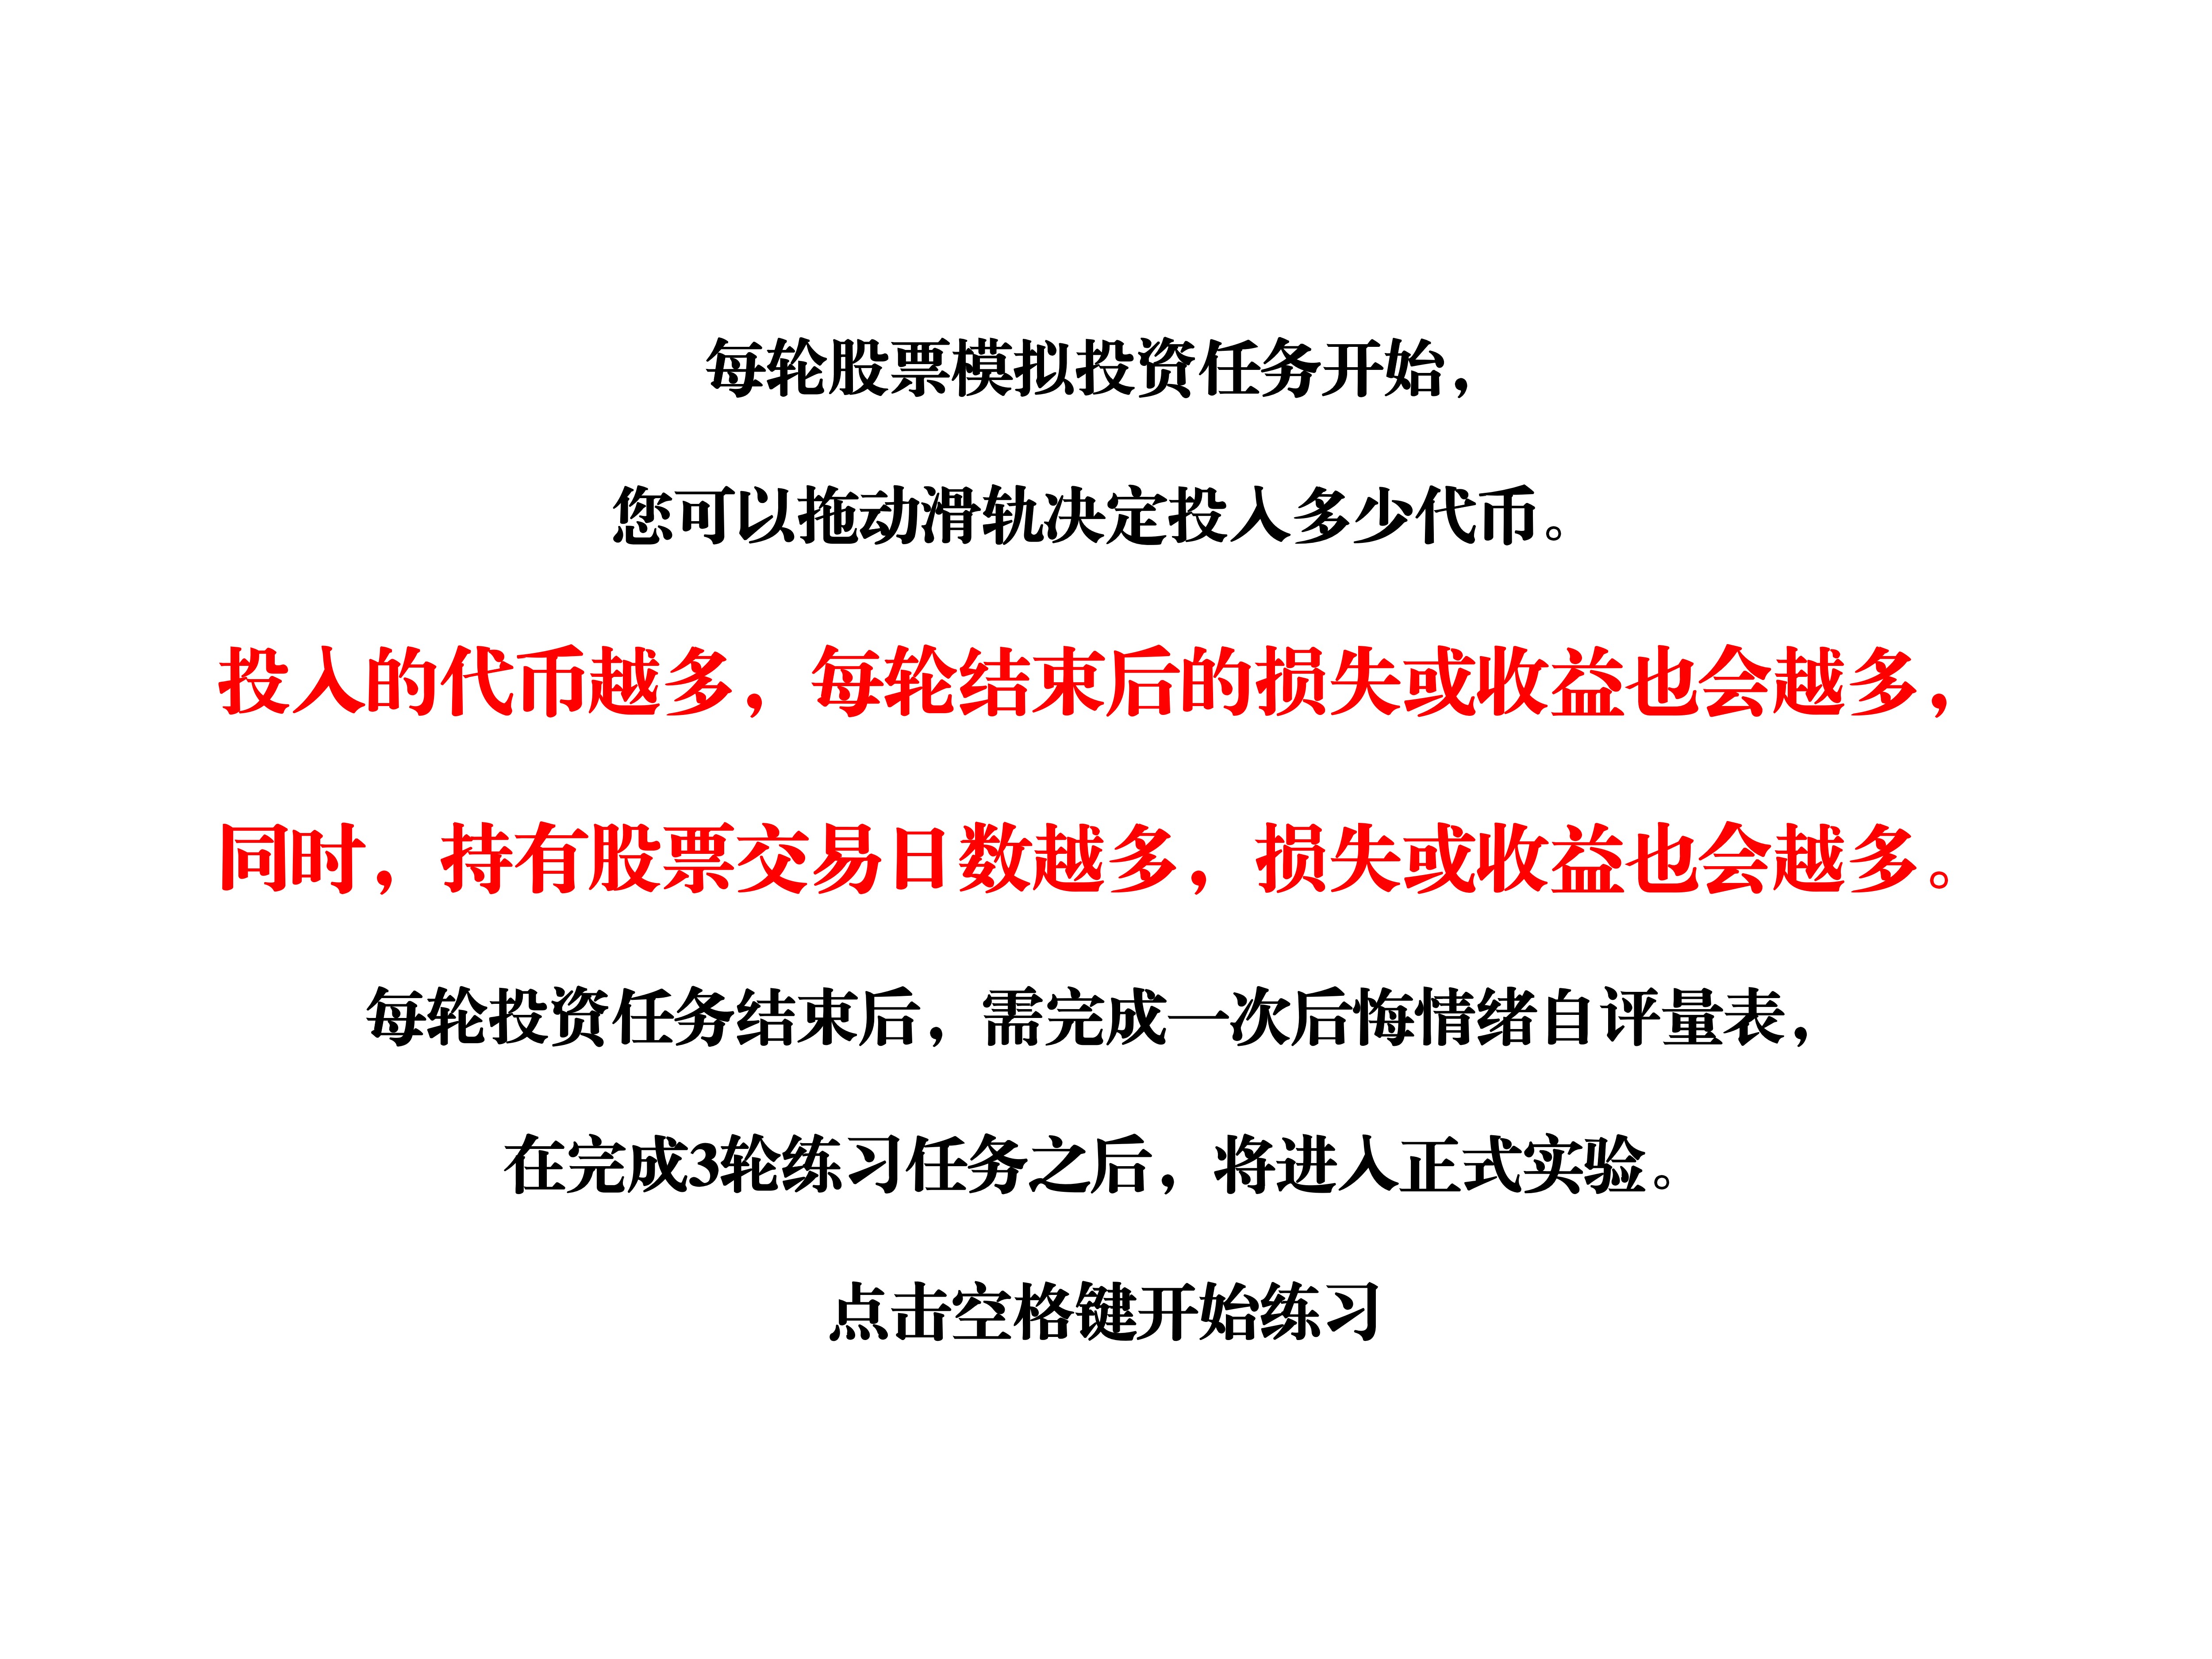 每轮股票模拟投资任务开始，
您可以拖动滑轨决定投入多少代币。
投入的代币越多，每轮结束后的损失或收益也会越多，
同时，持有股票交易日数越多，损失或收益也会越多。
每轮投资任务结束后，需完成一次后悔情绪自评量表，
在完成3轮练习任务之后，将进入正式实验。
点击空格键开始练习